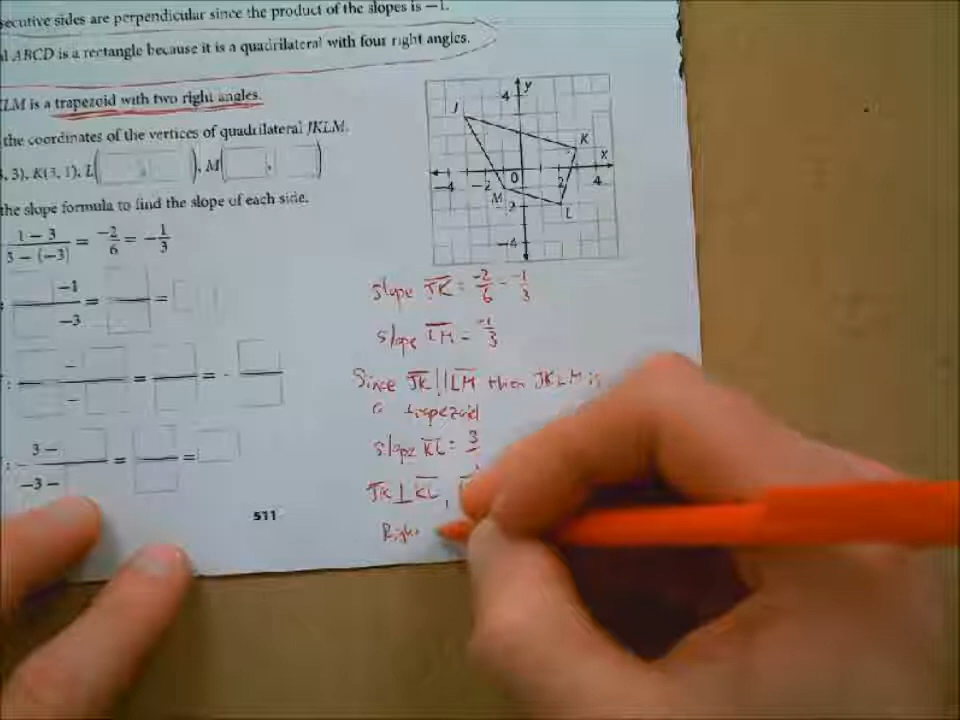 secutive sides are perpendicular since the product of the slopes is −1.
l ABCD is a rectangle because it is a quadrilateral with four right angles.
KLM is a trapezoid with two right angles.
the coordinates of the vertices of quadrilateral JKLM.
, 3), K(3, 1), L( , ), M( , )
the slope formula to find the slope of each side.
1 − 3 / 3 − (−3) = −2/6 = −1/3
−1 / −3 = =
: − / − = = −
: 3 − / −3 − = =
511
y
4
J
K
x
−4
−2
0
2
4
M
−2
L
−4
slope JK = -2/6 - -1/3
slope LM = -1/3
Since JK || LM then JKLM is
a trapezoid
slope KL = 3
JK ⊥ KL,
Righ